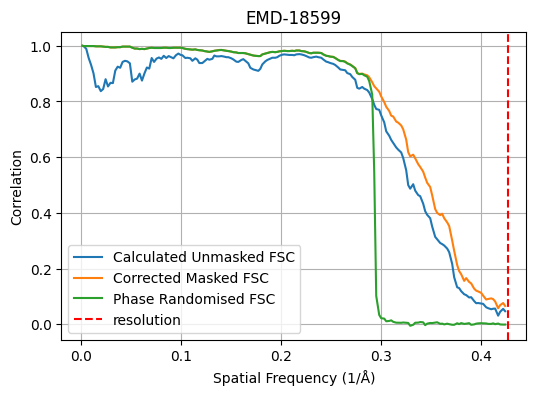 EMD-18599
1.0
0.8
0.6
0.4
0.2
0.0
Correlation
Calculated Unmasked FSC
Corrected Masked FSC
Phase Randomised FSC
resolution
0.0
0.1
0.2
0.3
0.4
Spatial Frequency (1/Å)